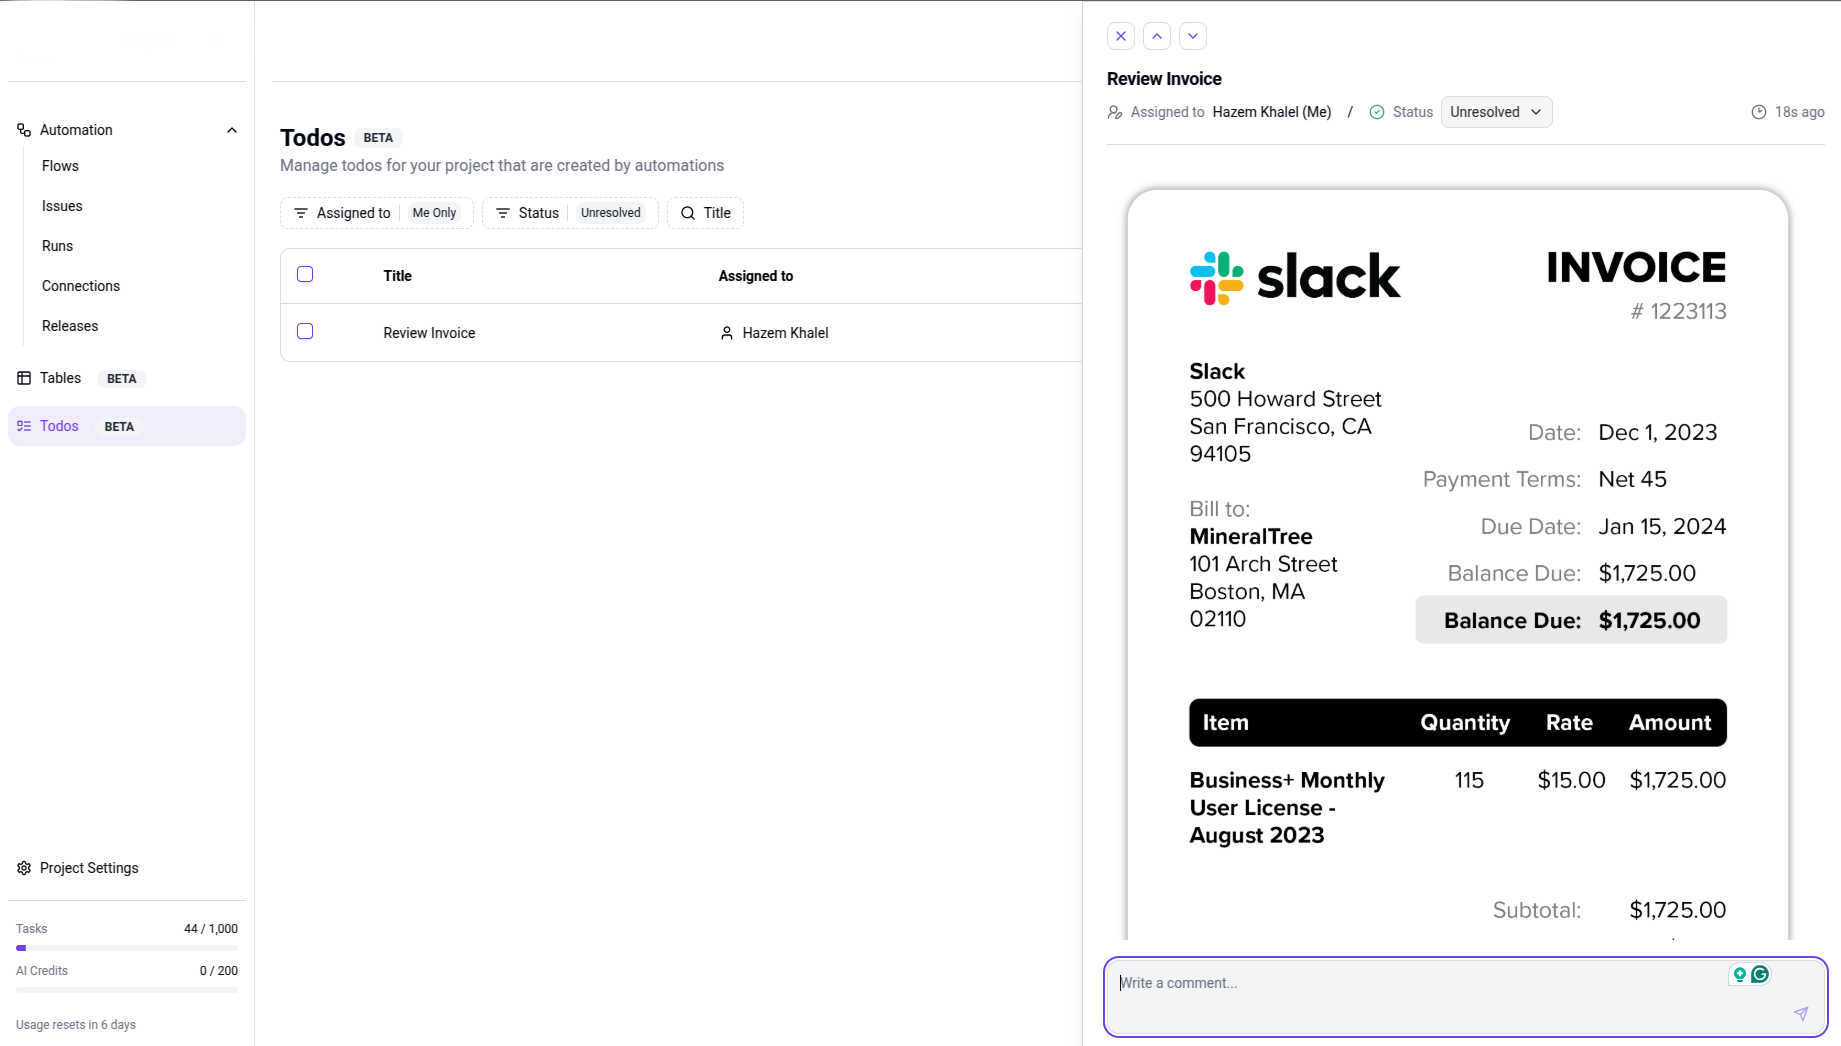 Automation
Flows
Issues
Runs
Connections
Releases
Tables BETA
Todos BETA
Project Settings
Tasks 44 / 1,000
AI Credits 0 / 200
Usage resets in 6 days
Todos BETA
Manage todos for your project that are created by automations
Assigned to Me Only Status Unresolved Title
Title Assigned to
Review Invoice Hazem Khalel
Review Invoice
Assigned to Hazem Khalel (Me) / Status Unresolved 18s ago
slack INVOICE
# 1223113
Slack
500 Howard Street
San Francisco, CA
94105
Date: Dec 1, 2023
Payment Terms: Net 45
Due Date: Jan 15, 2024
Balance Due: $1,725.00
Balance Due: $1,725.00
Bill to:
MineralTree
101 Arch Street
Boston, MA
02110
Item Quantity Rate Amount
Business+ Monthly 115 $15.00 $1,725.00
User License -
August 2023
Subtotal: $1,725.00
Write a comment...